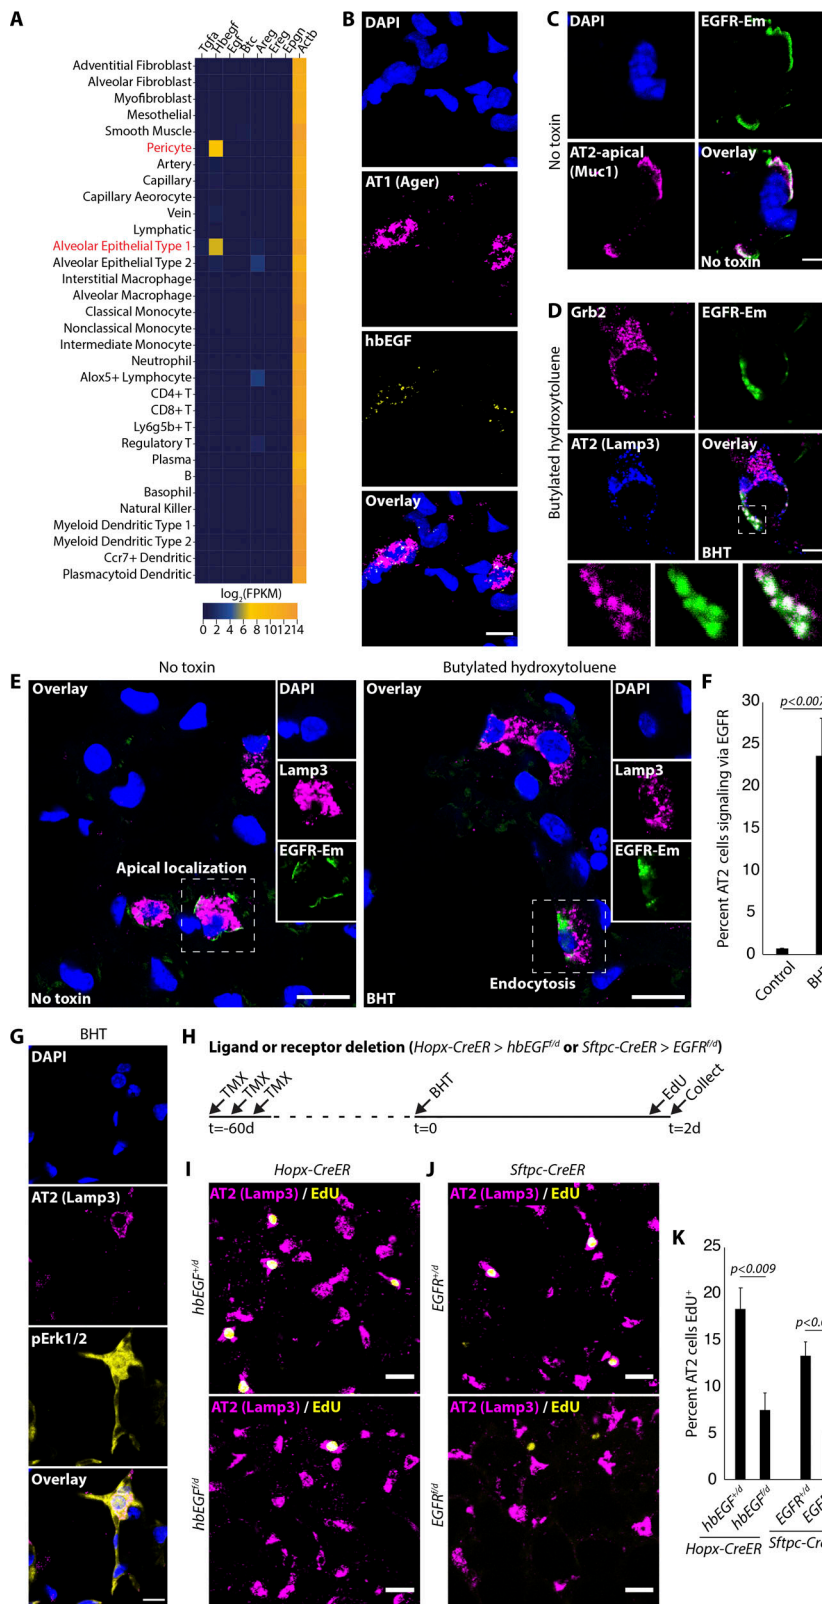 A
Tgfa
Hbegf
Egf
Btc
Areg
Ereg
Epgn
Actb
Adventitial Fibroblast
Alveolar Fibroblast
Myofibroblast
Mesothelial
Smooth Muscle
Pericyte
Artery
Capillary
Capillary Aeorocyte
Vein
Lymphatic
Alveolar Epithelial Type 1
Alveolar Epithelial Type 2
Interstitial Macrophage
Alveolar Macrophage
Classical Monocyte
Nonclassical Monocyte
Intermediate Monocyte
Neutrophil
Alox5+ Lymphocyte
CD4+ T
CD8+ T
Ly6g5b+ T
Regulatory T
Plasma
B
Basophil
Natural Killer
Myeloid Dendritic Type 1
Myeloid Dendritic Type 2
Ccr7+ Dendritic
Plasmacytoid Dendritic
log2(FPKM)
0 2 4 6 8 10 12 14
B
DAPI
AT1 (Ager)
hbEGF
Overlay
C
No toxin
DAPI
EGFR-Em
AT2-apical
(Muc1)
Overlay
No toxin
D
Butylated hydroxytoluene
Grb2
EGFR-Em
AT2 (Lamp3)
Overlay
BHT
E
No toxin
Overlay
DAPI
Lamp3
EGFR-Em
Apical localization
No toxin
Butylated hydroxytoluene
Overlay
DAPI
Lamp3
EGFR-Em
Endocytosis
BHT
F
Percent AT2 cells signaling via EGFR
30
25
20
15
10
5
0
p<0.007
Control
BHT
G
BHT
DAPI
AT2 (Lamp3)
pErk1/2
Overlay
H
Ligand or receptor deletion (Hopx-CreER > hbEGFf/d or Sftpc-CreER > EGFRf/d)
TMX
TMX
TMX
BHT
EdU
Collect
t=-60d
t=0
t=2d
I
Hopx-CreER
AT2 (Lamp3) / EdU
hbEGF+/d
AT2 (Lamp3) / EdU
hbEGFf/d
J
Sftpc-CreER
AT2 (Lamp3) / EdU
EGFR+/d
AT2 (Lamp3) / EdU
EGFRf/d
K
Percent AT2 cells EdU+
25
20
15
10
5
0
p<0.009
hbEGF+/d
hbEGFf/d
EGFR+/d
Hopx-CreER